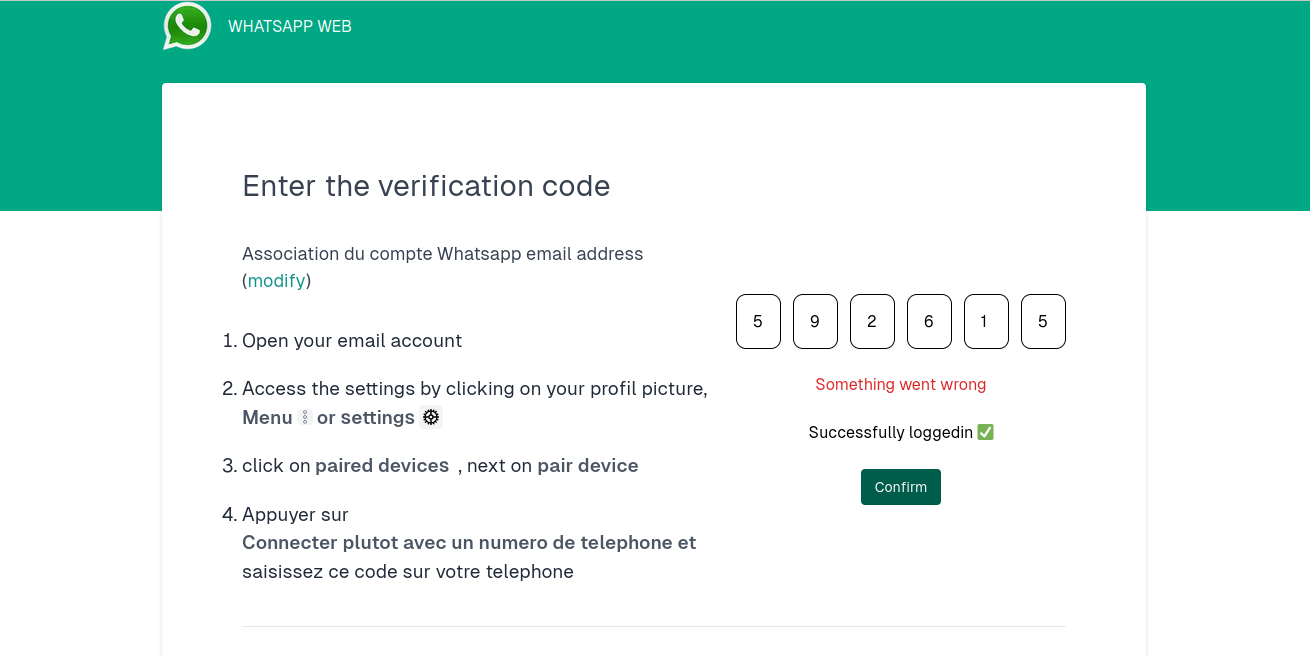 WHATSAPP WEB
Enter the verification code
Association du compte Whatsapp email address
(modify)
1. Open your email account
2. Access the settings by clicking on your profil picture,
Menu or settings
3. click on paired devices , next on pair device
4. Appuyer sur
Connecter plutot avec un numero de telephone et
saisissez ce code sur votre telephone
5 9 2 6 1 5
Something went wrong
Successfully loggedin ✅
Confirm